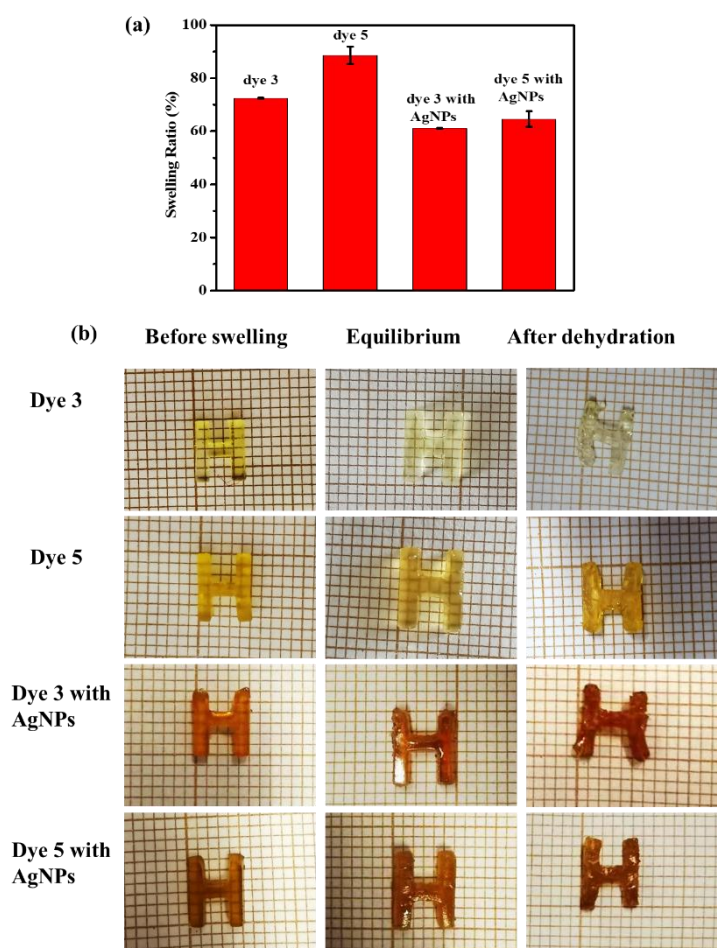 (a)
100
80
60
40
20
0
Swelling Ratio (%)
dye 3
dye 5
dye 3 with
AgNPs
dye 5 with
AgNPs
(b)
Before swelling
Equilibrium
After dehydration
Dye 3
Dye 5
Dye 3 with
AgNPs
Dye 5 with
AgNPs